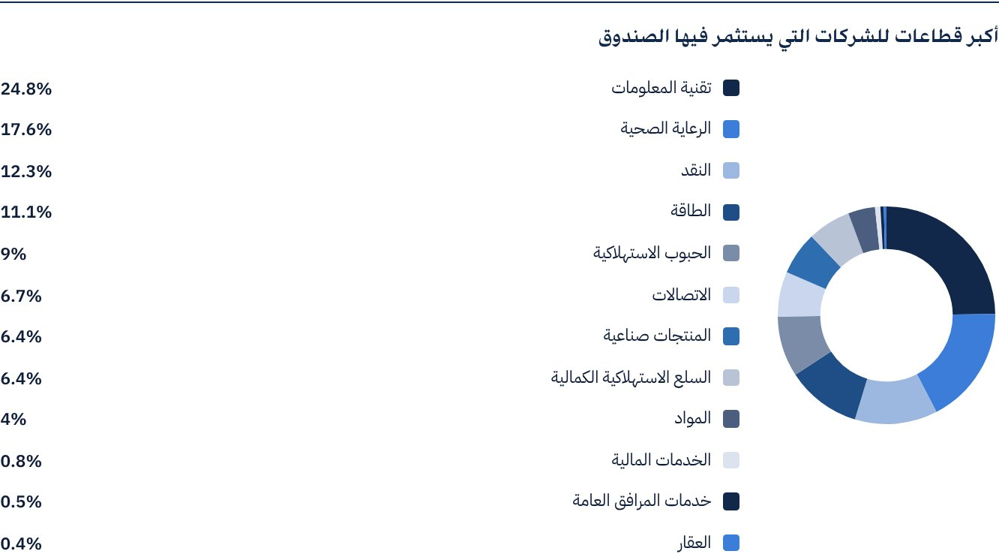 أكبر قطاعات للشركات التي يستثمر فيها الصندوق
تقنية المعلومات 24.8%
الرعاية الصحية 17.6%
النقد 12.3%
الطاقة 11.1%
الحبوب الاستهلاكية 9%
الاتصالات 6.7%
المنتجات صناعية 6.4%
السلع الاستهلاكية الكمالية 6.4%
المواد 4%
الخدمات المالية 0.8%
خدمات المرافق العامة 0.5%
العقار 0.4%